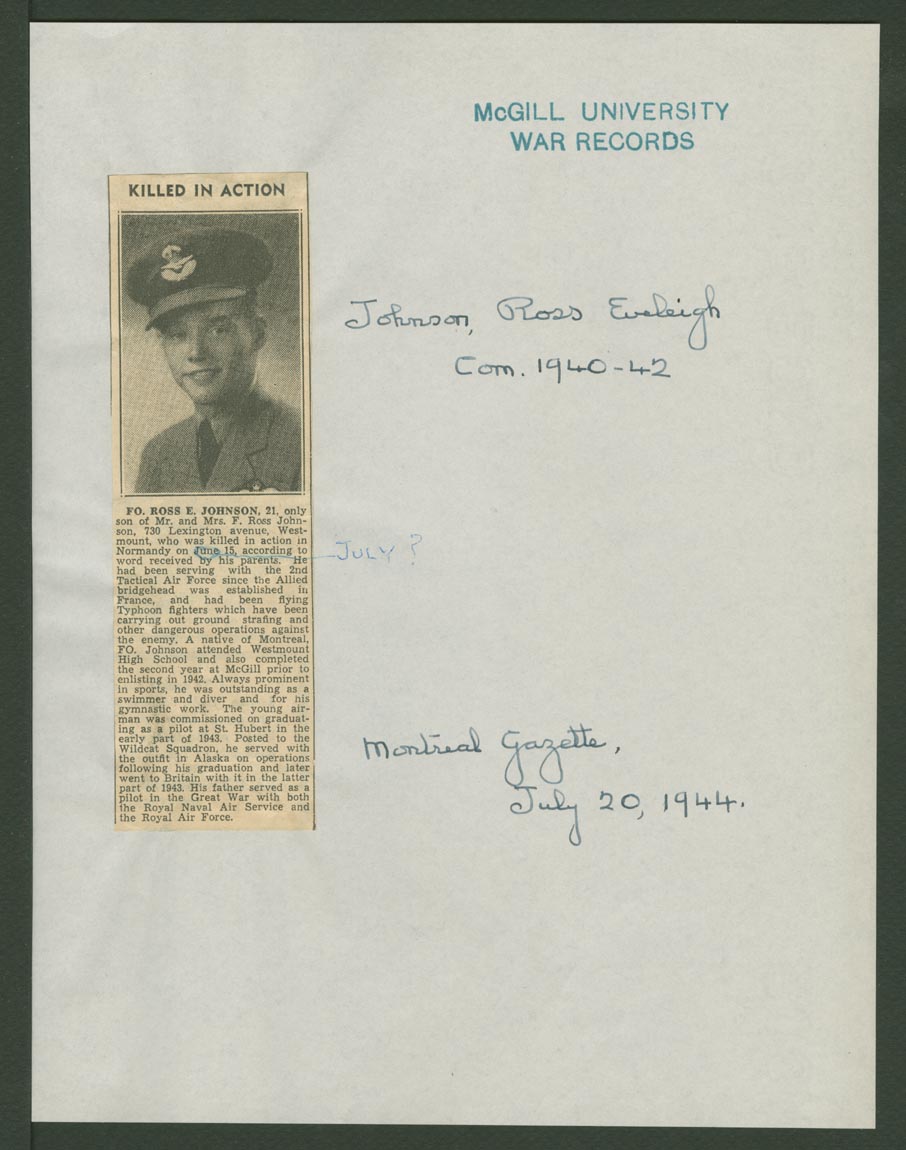 McGILL UNIVERSITY
WAR RECORDS
KILLED IN ACTION
Johnson, Ross Eveleigh
Com. 1940-42
FO. ROSS E. JOHNSON, 21, only
son of Mr. and Mrs. F. Ross John-
son, 730 Lexington avenue, West-
mount, who was killed in action in
Normandy on June 15, according to
word received by his parents. He
had been serving with the 2nd
Tactical Air Force since the Allied
bridgehead was established in
France, and had been flying
Typhoon fighters which have been
carrying out ground strafing and
other dangerous operations against
the enemy. A native of Montreal,
FO. Johnson attended Westmount
High School and also completed
the second year at McGill prior to
enlisting in 1942. Always prominent
in sports, he was outstanding as a
swimmer and diver and for his
gymnastic work. The young air-
man was commissioned on graduat-
ing as a pilot at St. Hubert in the
early part of 1943. Posted to the
Wildcat Squadron, he served with
the outfit in Alaska on operations
following his graduation and later
went to Britain with it in the latter
part of 1943. His father served as a
pilot in the Great War with both
the Royal Naval Air Service and
the Royal Air Force.
JULY ?
Montreal Gazette,
July 20, 1944.